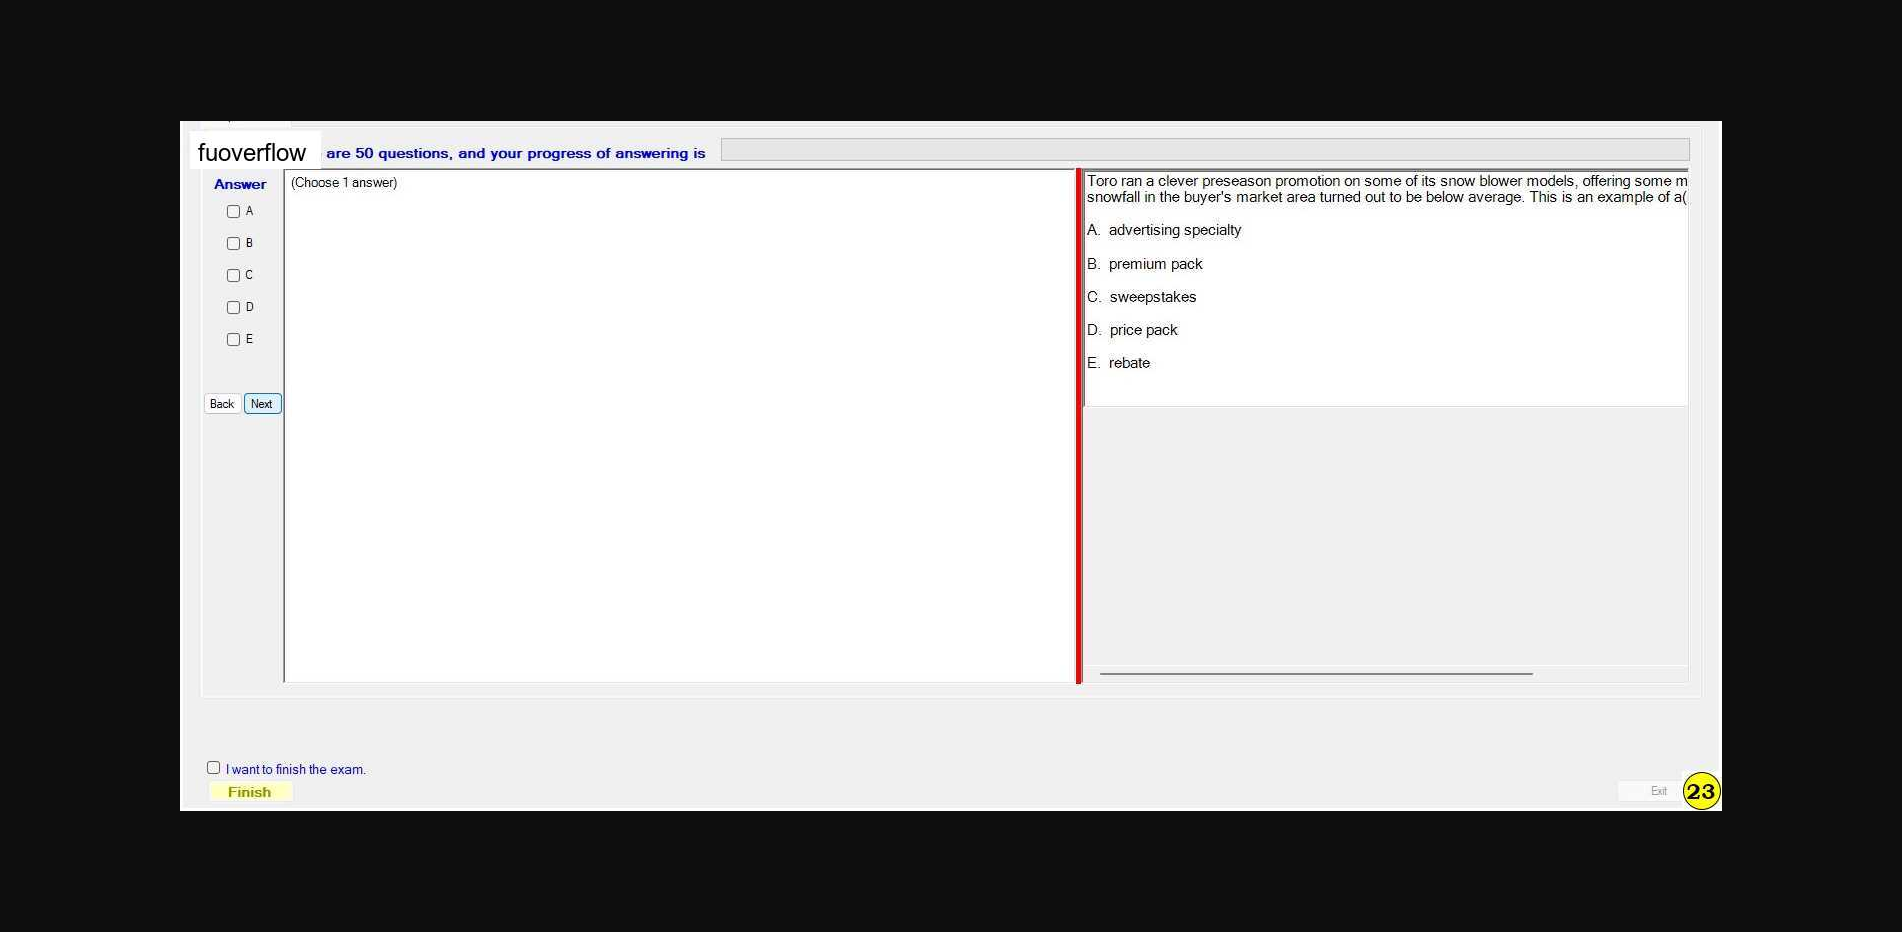 fuoverflow are 50 questions, and your progress of answering is
Answer
(Choose 1 answer)
A
B
C
D
E
Back Next
Toro ran a clever preseason promotion on some of its snow blower models, offering some m
snowfall in the buyer's market area turned out to be below average. This is an example of a(
A. advertising specialty
B. premium pack
C. sweepstakes
D. price pack
E. rebate
I want to finish the exam.
Finish
Exit
23